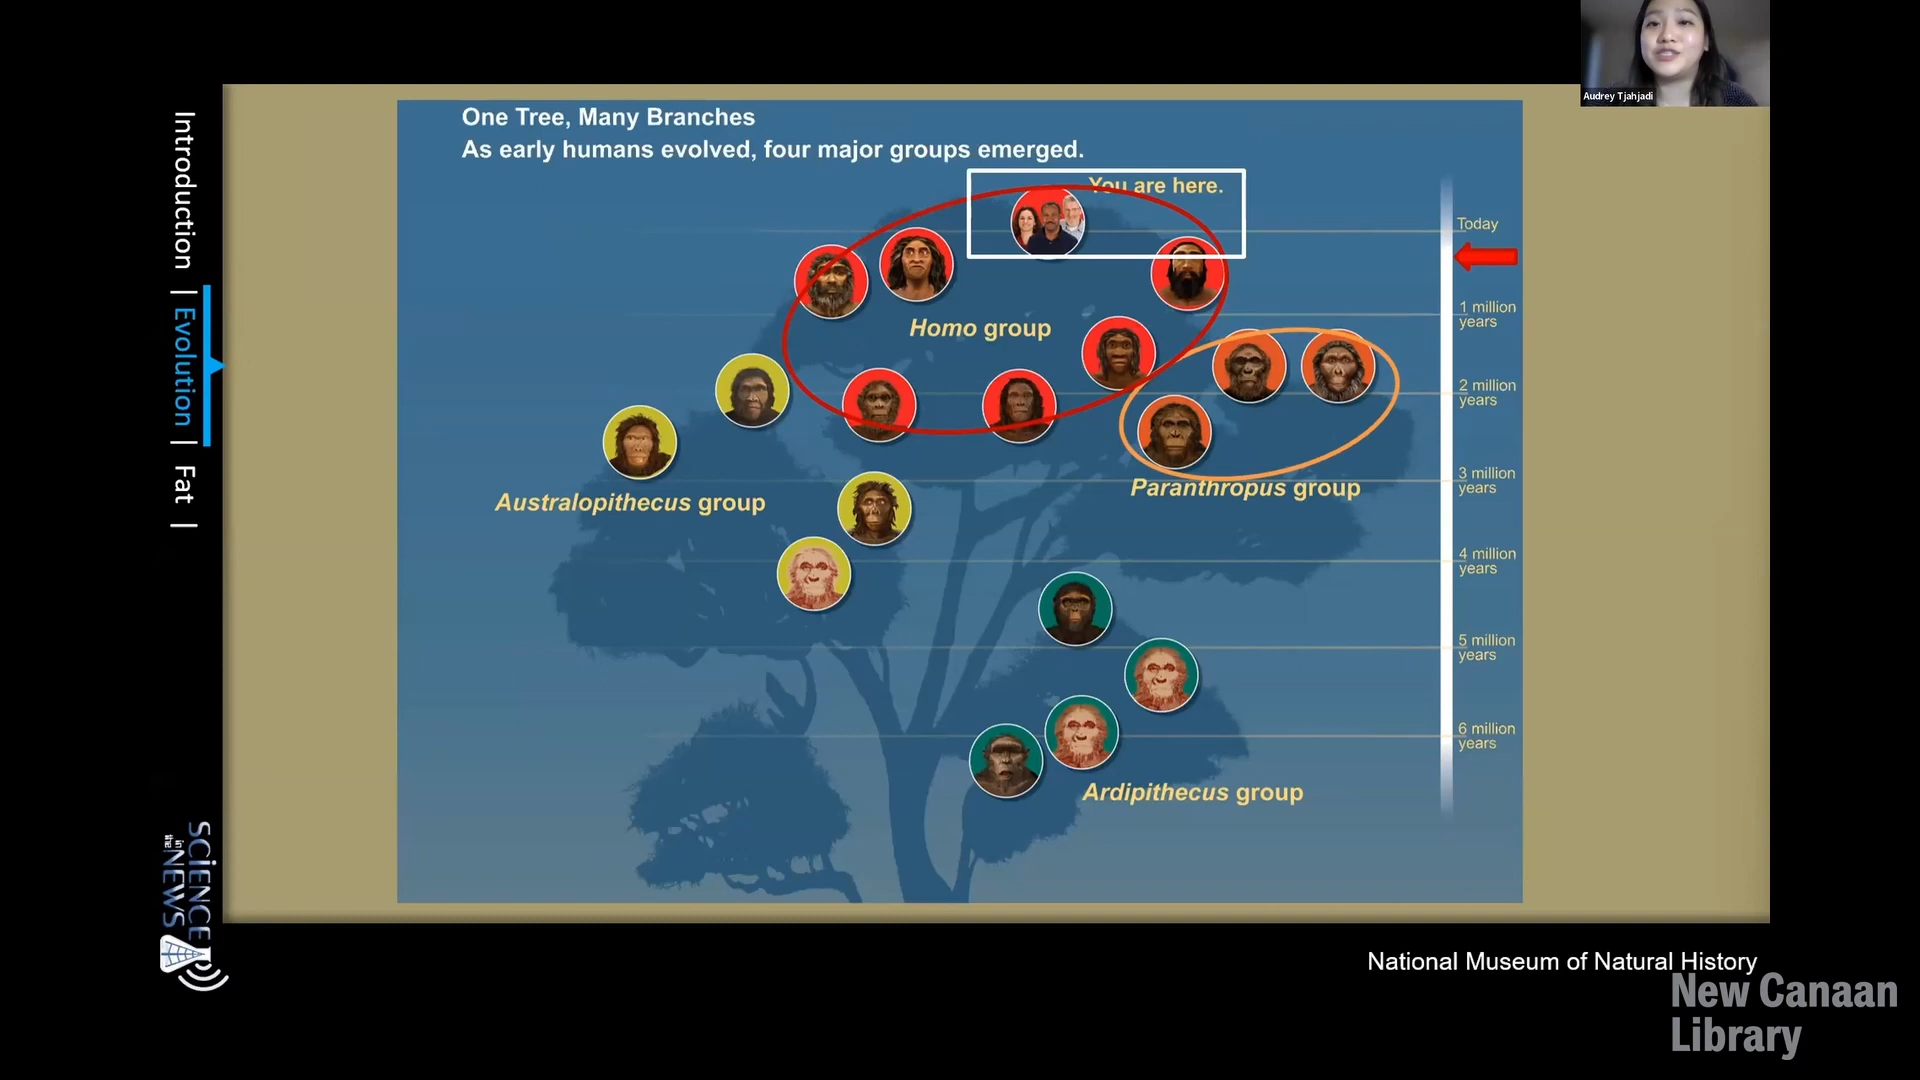 Audrey Tjahjadi
Introduction | Evolution | Fat |
One Tree, Many Branches
As early humans evolved, four major groups emerged.
You are here.
Today
Homo group
1 million
years
2 million
years
Australopithecus group
Paranthropus group
3 million
years
4 million
years
5 million
years
6 million
years
Ardipithecus group
SCIENCE
in
the
NEWS
National Museum of Natural History
New Canaan
Library